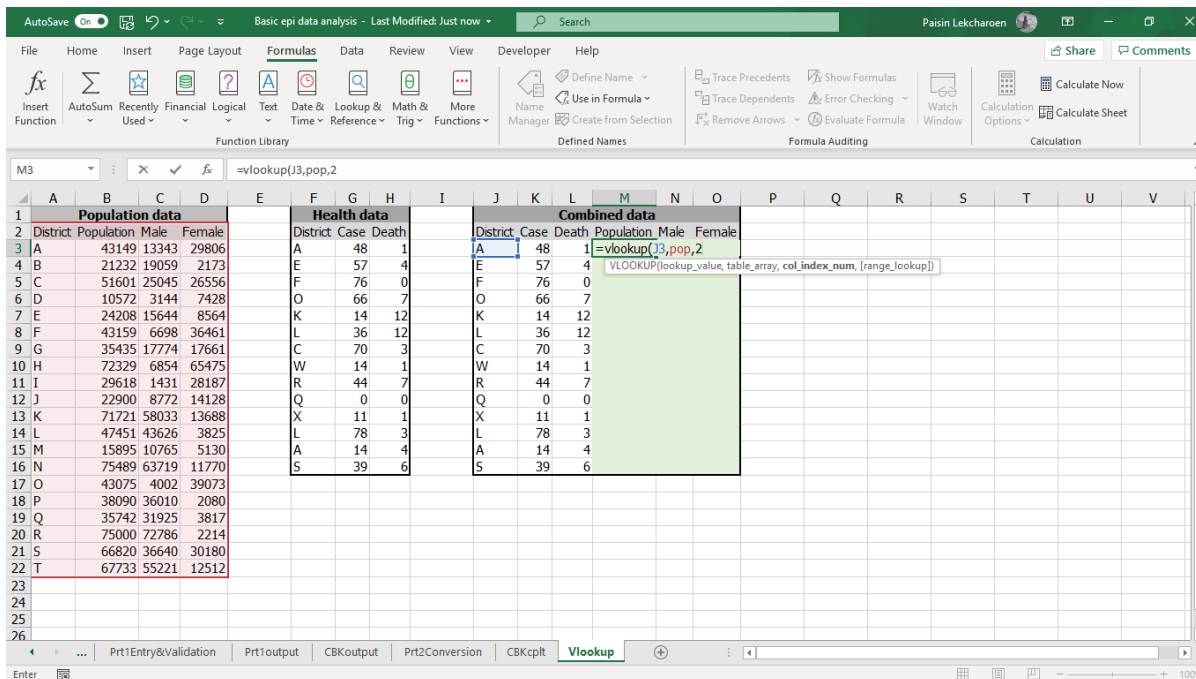 AutoSave On Basic epi data analysis - Last Modified: Just now Search Paisin Lekcharoen
File Home Insert Page Layout Formulas Data Review View Developer Help Share Comments
fx Insert Function
AutoSum
Recently Used
Financial
Logical
Text
Date & Time
Lookup & Reference
Math & Trig
More Functions
Function Library
Name Manager
Define Name
Use in Formula
Create from Selection
Defined Names
Trace Precedents
Trace Dependents
Remove Arrows
Show Formulas
Error Checking
Evaluate Formula
Watch Window
Formula Auditing
Calculation Options
Calculate Now
Calculate Sheet
Calculation
M3 fx =vlookup(J3,pop,2
A B C D E F G H I J K L M N O P Q R S T U V
1 Population data Health data Combined data
2 District Population Male Female District Case Death District Case Death Population Male Female
3 A 43149 13343 29806 A 48 1 A 48 1 =vlookup(J3,pop,2
VLOOKUP(lookup_value, table_array, col_index_num, [range_lookup])
4 B 21232 19059 2173 E 57 4 E 57 4
5 C 51601 25045 26556 F 76 0 F 76 0
6 D 10572 3144 7428 O 66 7 O 66 7
7 E 24208 15644 8564 K 14 12 K 14 12
8 F 43159 6698 36461 L 36 12 L 36 12
9 G 35435 17774 17661 C 70 3 C 70 3
10 H 72329 6854 65475 W 14 1 W 14 1
11 I 29618 1431 28187 R 44 7 R 44 7
12 J 22900 8772 14128 Q 0 0 Q 0 0
13 K 71721 58033 13688 X 11 1 X 11 1
14 L 47451 43626 3825 L 78 3 L 78 3
15 M 15895 10765 5130 A 14 4 A 14 4
16 N 75489 63719 11770 S 39 6 S 39 6
17 O 43075 4002 39073
18 P 38090 36010 2080
19 Q 35742 31925 3817
20 R 75000 72786 2214
21 S 66820 36640 30180
22 T 67733 55221 12512
23
24
25
26
... Prt1Entry&Validation Prt1output CBKoutput Prt2Conversion CBKcplt Vlookup
Enter 100